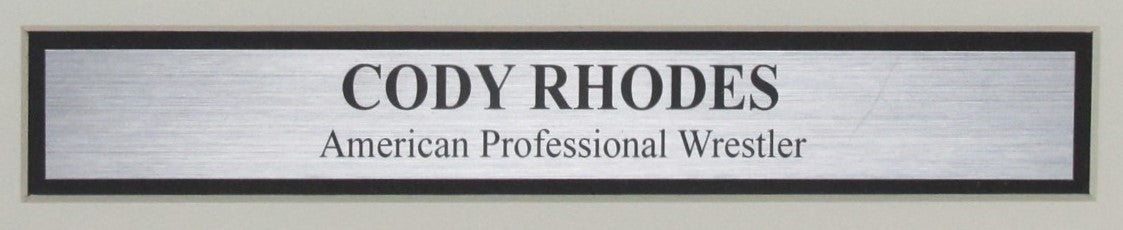 CODY RHODES
American Professional Wrestler